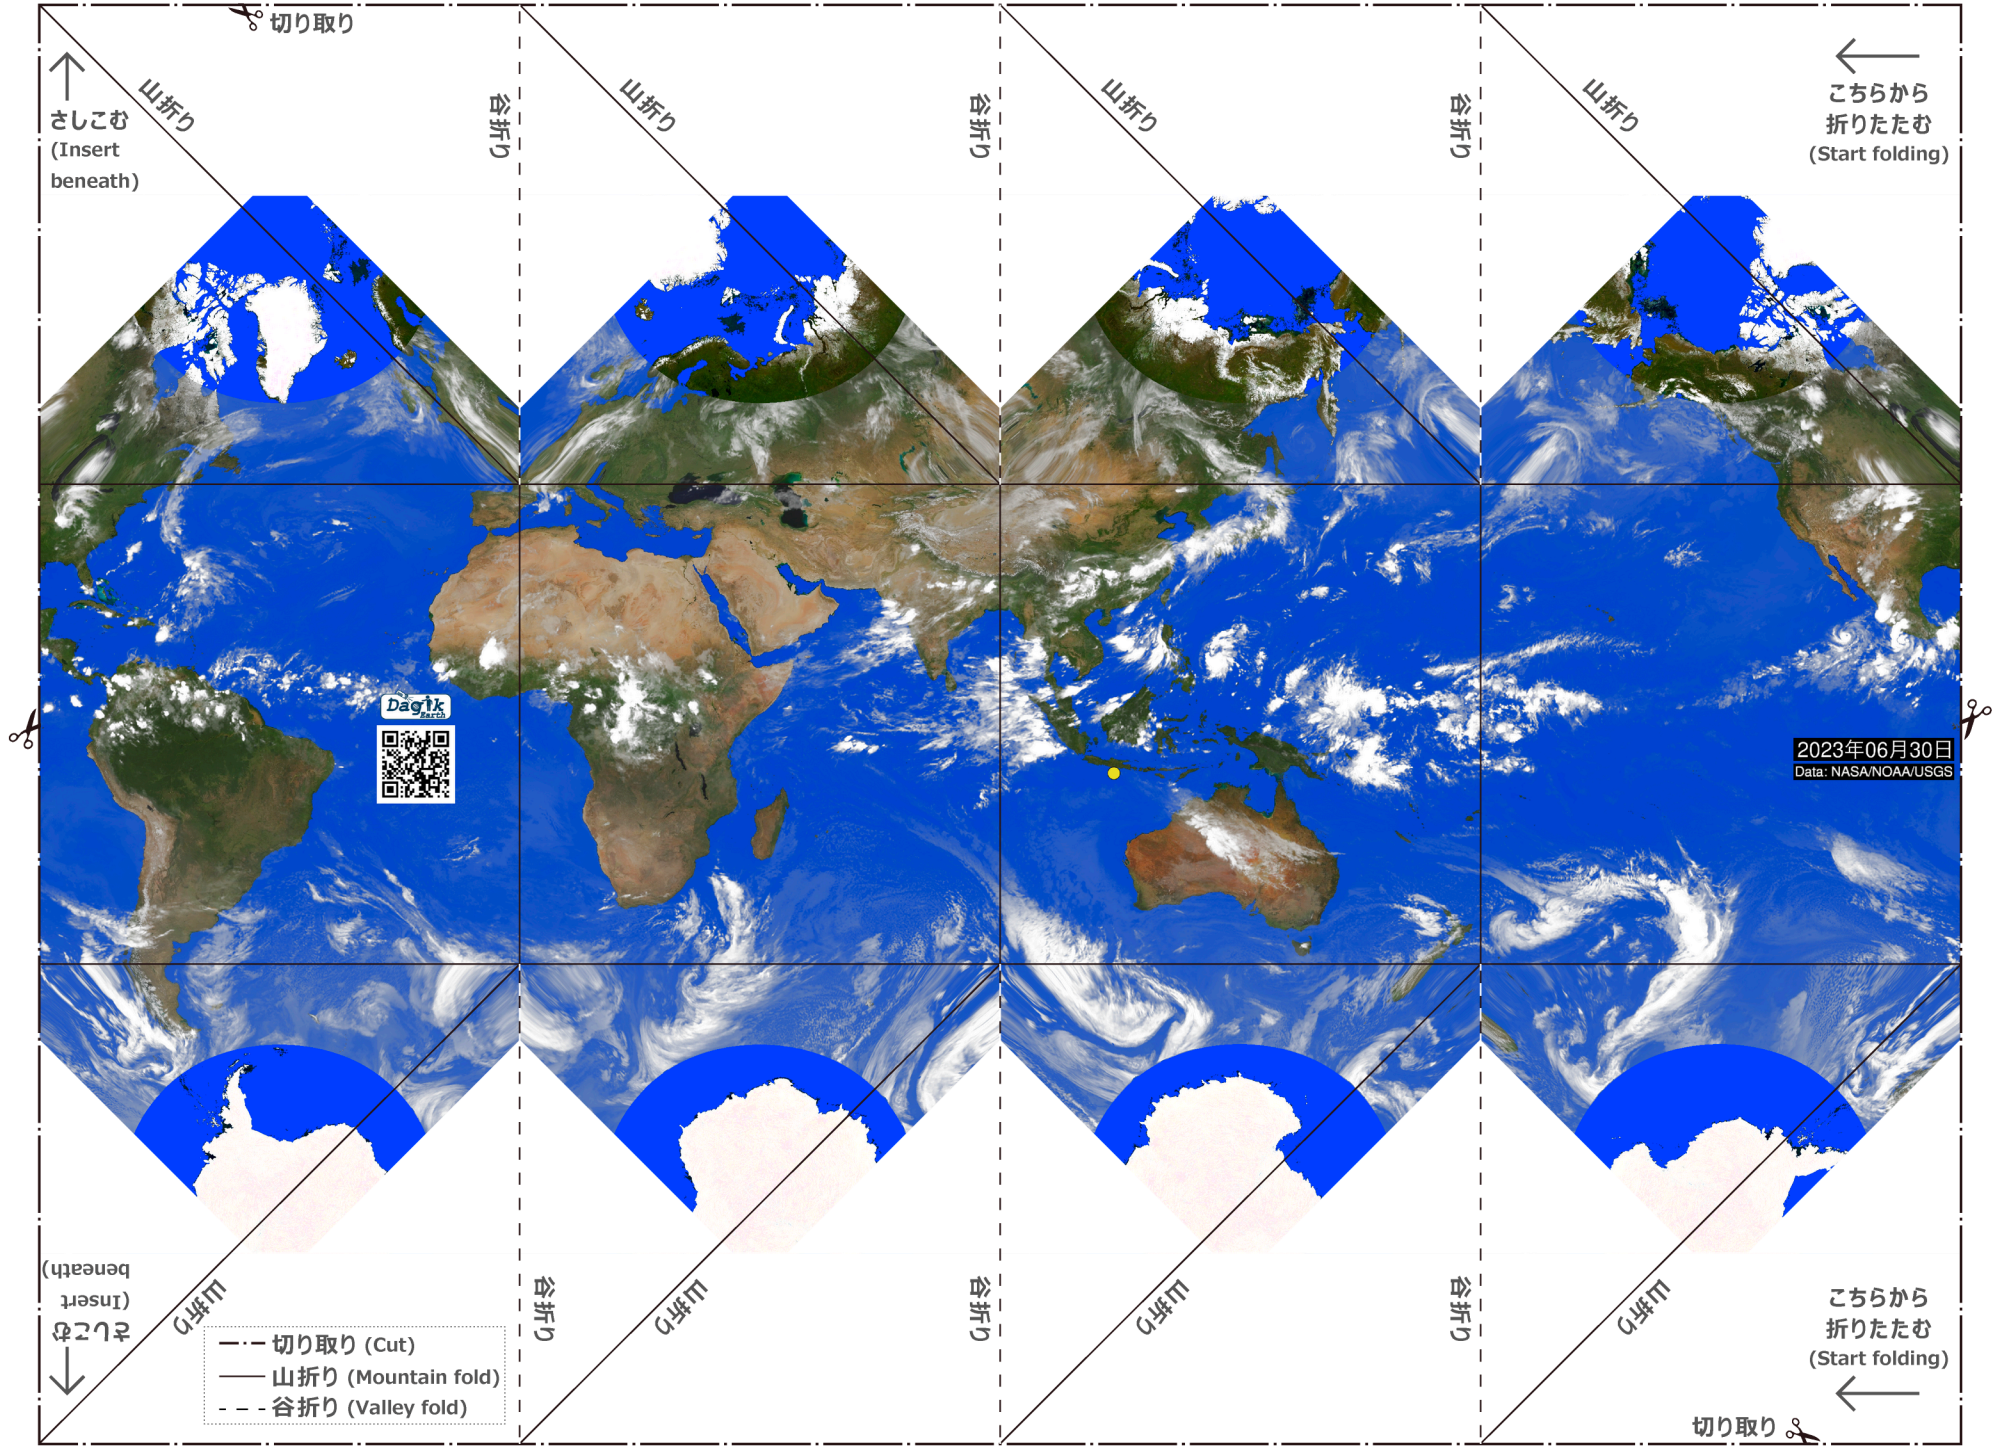 切り取り
さしこむ
(Insert
beneath)
山折り
谷折り
山折り
谷折り
山折り
谷折り
山折り
こちらから
折りたたむ
(Start folding)
Dagik
Earth
2023年06月30日
Data: NASA/NOAA/USGS
さしこむ
(Insert
beneath)
山折り
谷折り
山折り
谷折り
山折り
谷折り
山折り
こちらから
折りたたむ
(Start folding)
切り取り (Cut)
山折り (Mountain fold)
谷折り (Valley fold)
切り取り